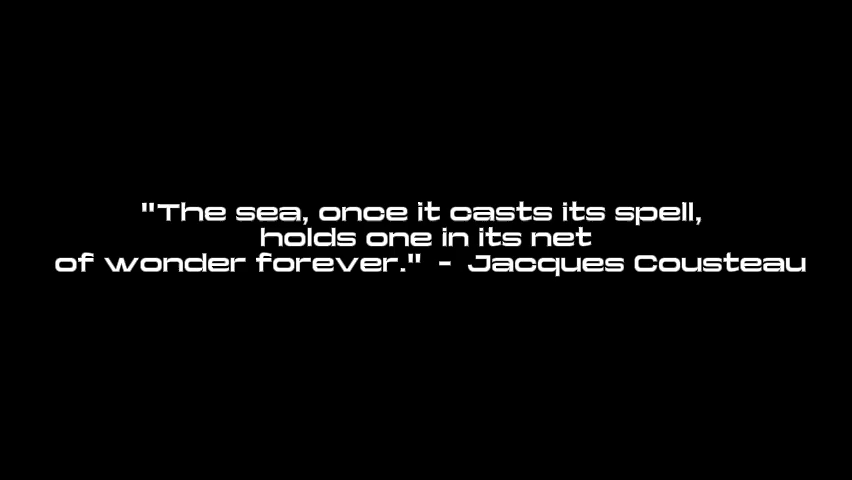 "The sea, once it casts its spell,
holds one in its net
of wonder forever." - Jacques Cousteau